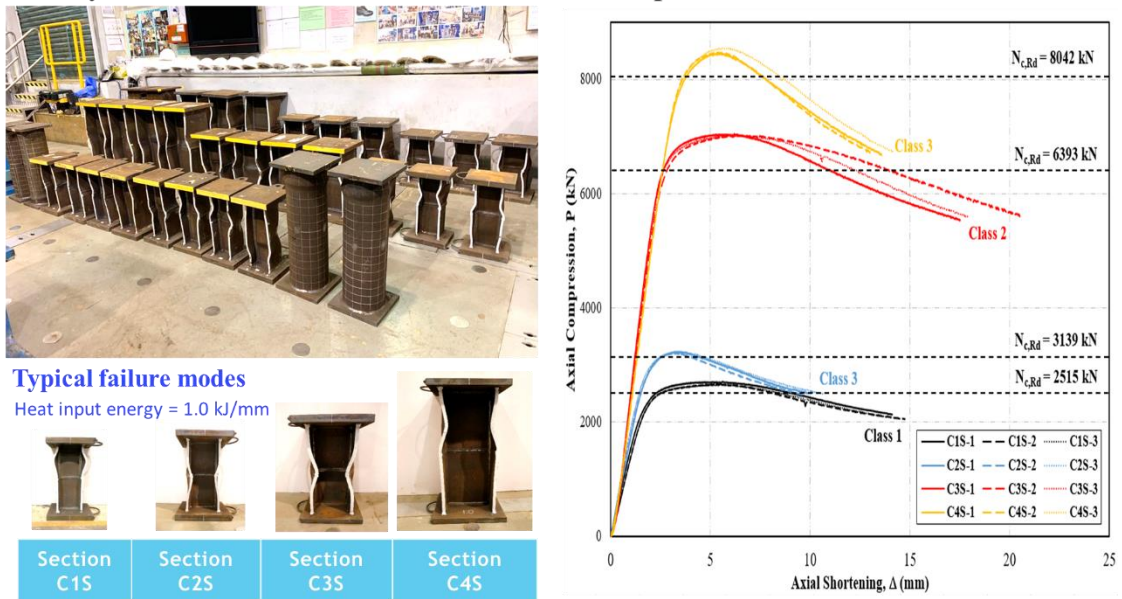 Typical failure modes
Heat input energy = 1.0 kJ/mm
Section C1S
Section C2S
Section C3S
Section C4S
Axial Compression, P (kN)
8000
6000
4000
2000
0
N_c,Rd = 8042 kN
Class 3
N_c,Rd = 6393 kN
Class 2
N_c,Rd = 3139 kN
Class 3
N_c,Rd = 2515 kN
Class 1
C1S-1 C1S-2 C1S-3
C2S-1 C2S-2 C2S-3
C3S-1 C3S-2 C3S-3
C4S-1 C4S-2 C4S-3
0 5 10 15 20 25
Axial Shortening, Δ (mm)